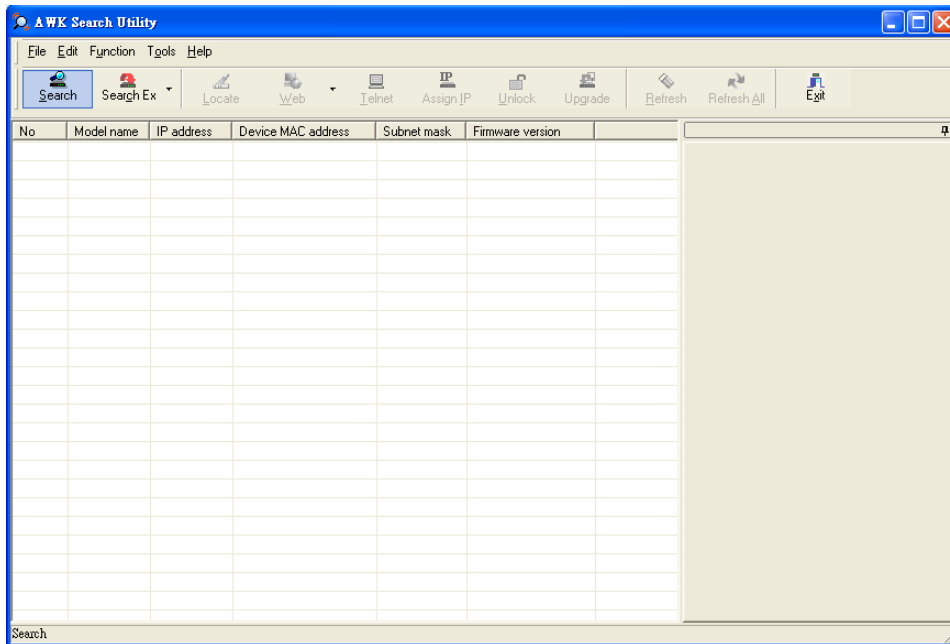 AWK Search Utility
File Edit Function Tools Help
Search Search Ex Locate Web Telnet Assign IP Unlock Upgrade Refresh Refresh All Exit
No Model name IP address Device MAC address Subnet mask Firmware version
Search